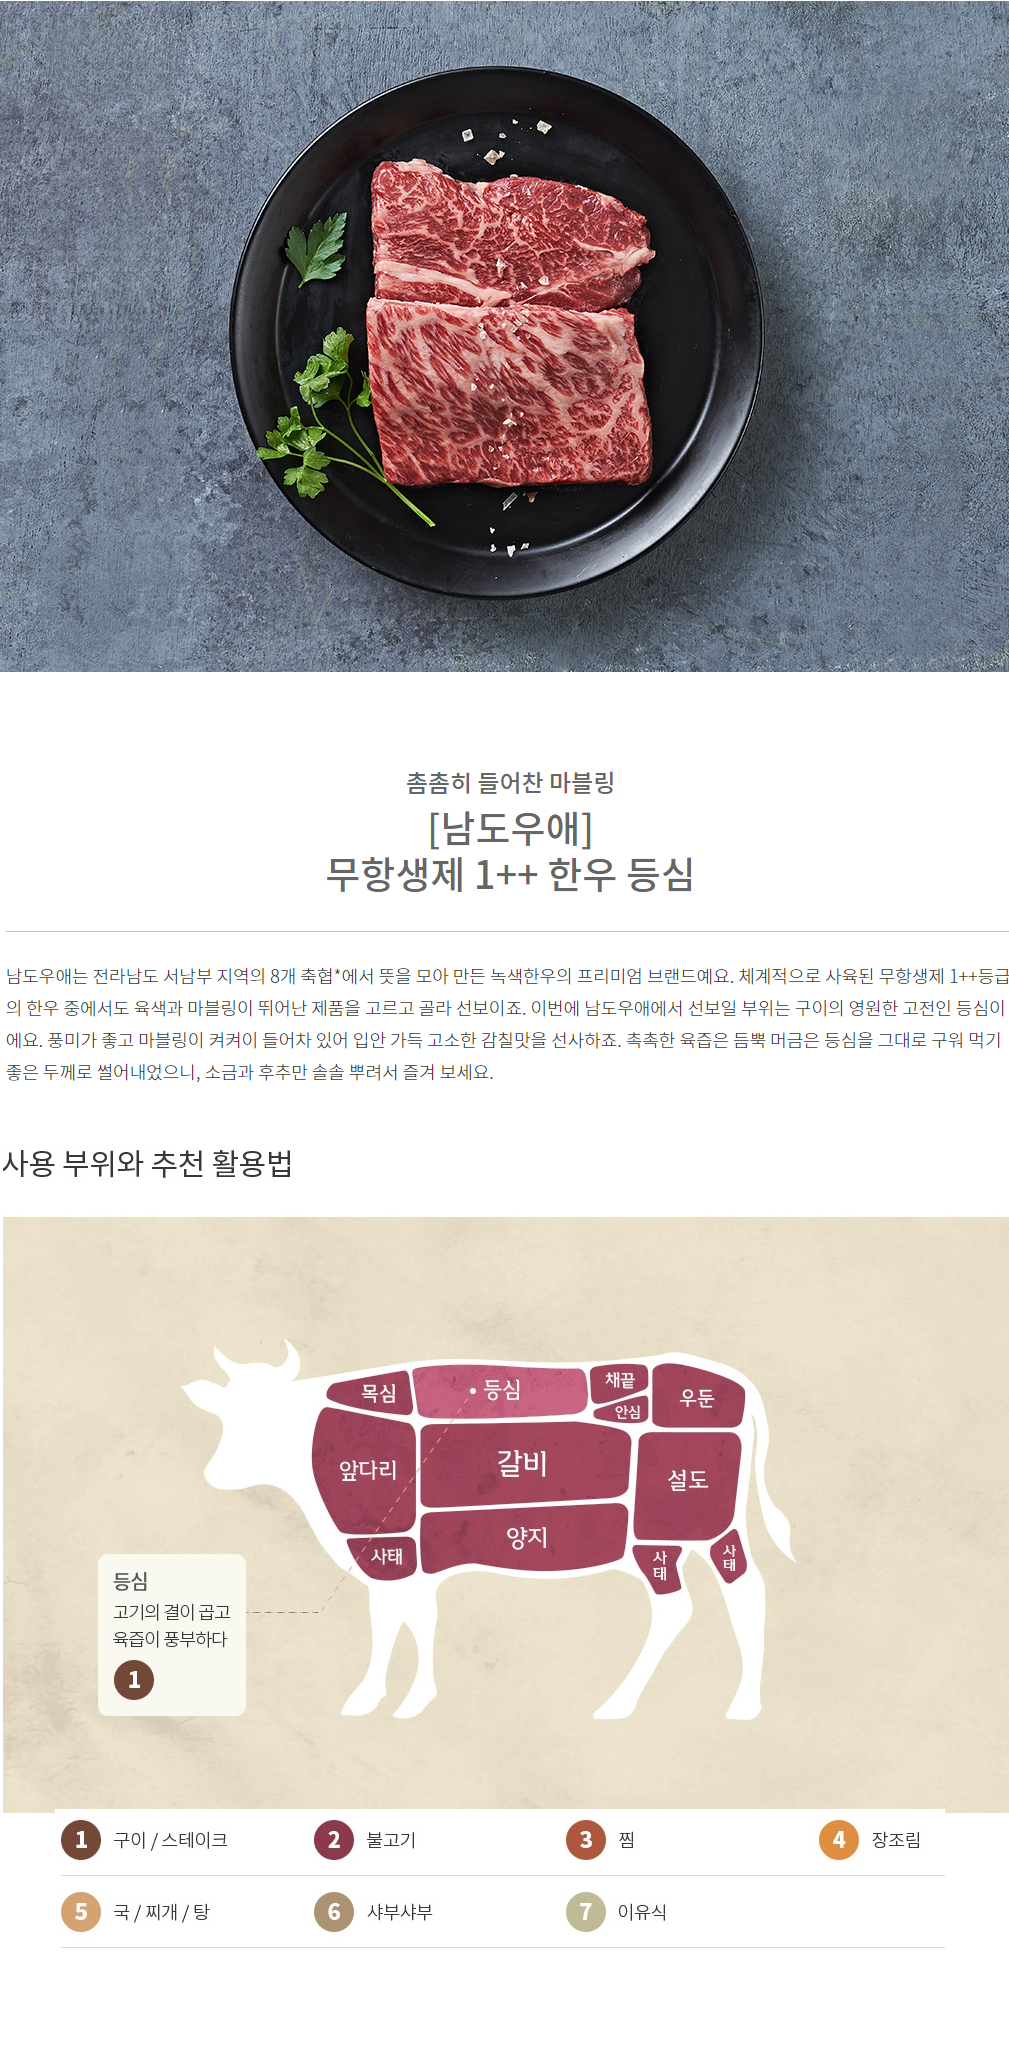 촘촘히 들어찬 마블링
[남도우애]
무항생제 1++ 한우 등심
남도우애는 전라남도 서남부 지역의 8개 축협*에서 뜻을 모아 만든 녹색한우의 프리미엄 브랜드예요. 체계적으로 사육된 무항생제 1++등급
의 한우 중에서도 육색과 마블링이 뛰어난 제품을 고르고 골라 선보이죠. 이번에 남도우애에서 선보일 부위는 구이의 영원한 고전인 등심이
에요. 풍미가 좋고 마블링이 켜켜이 들어차 있어 입안 가득 고소한 감칠맛을 선사하죠. 촉촉한 육즙은 듬뿍 머금은 등심을 그대로 구워 먹기
좋은 두께로 썰어내었으니, 소금과 후추만 솔솔 뿌려서 즐겨 보세요.
사용 부위와 추천 활용법
목심
등심
채끝
안심
우둔
앞다리
갈비
설도
양지
사태
사태
사태
등심
고기의 결이 곱고
육즙이 풍부하다
1
1 구이 / 스테이크
2 불고기
3 찜
4 장조림
5 국 / 찌개 / 탕
6 샤부샤부
7 이유식